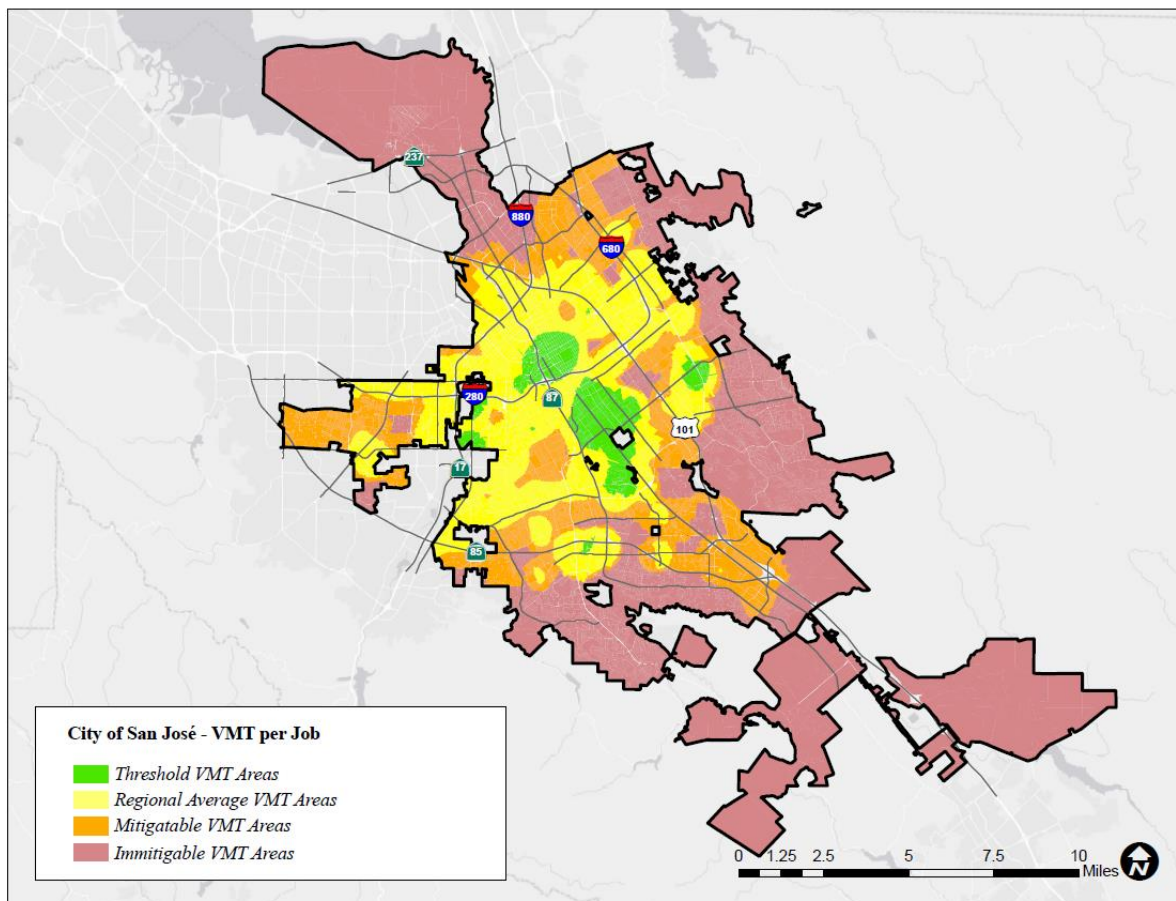 237
880
680
280
87
101
17
85
City of San José - VMT per Job
Threshold VMT Areas
Regional Average VMT Areas
Mitigatable VMT Areas
Immitigable VMT Areas
0 1.25 2.5 5 7.5 10
Miles
N